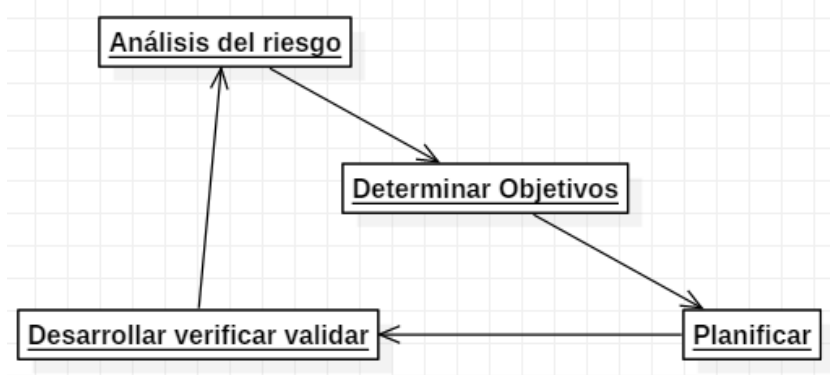 Análisis del riesgo
Determinar Objetivos
Desarrollar verificar validar
Planificar